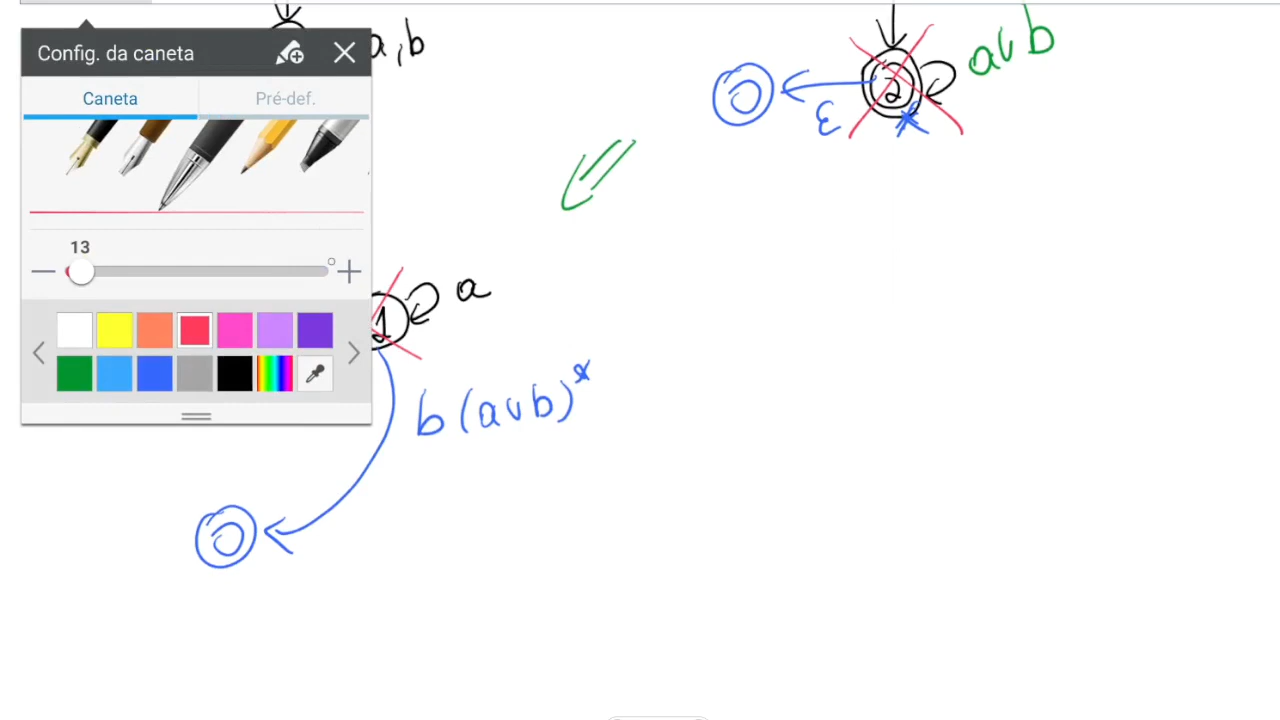 Config. da caneta
a,b
a∪b
Caneta
Pré-def.
2
ε
*
13
1
a
b(a∪b)*